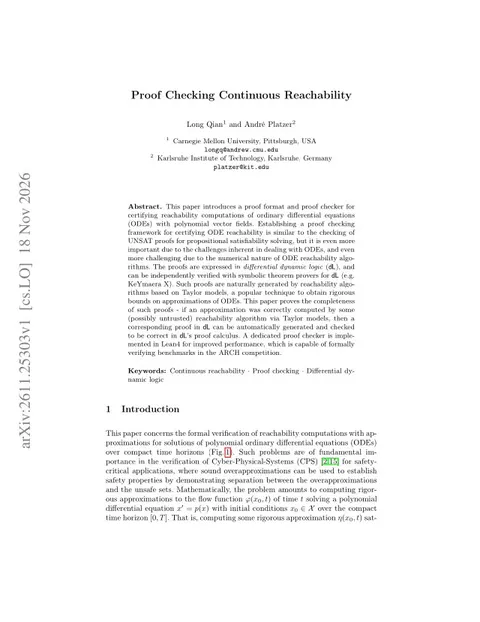 Proof Checking Continuous Reachability
Long Qian¹ and André Platzer²
¹ Carnegie Mellon University, Pittsburgh, USA
longq@andrew.cmu.edu
² Karlsruhe Institute of Technology, Karlsruhe. Germany
platzer@kit.edu
Abstract. This paper introduces a proof format and proof checker for
certifying reachability computations of ordinary differential equations
(ODEs) with polynomial vector fields. Establishing a proof checking
framework for certifying ODE reachability is similar to the checking of
UNSAT proofs for propositional satisfiability solving, but it is even more
important due to the challenges inherent in dealing with ODEs, and even
more challenging due to the numerical nature of ODE reachability algo-
rithms. The proofs are expressed in differential dynamic logic (dL), and
can be independently verified with symbolic theorem provers for dL (e.g.
KeYmaera X). Such proofs are naturally generated by reachability algo-
rithms based on Taylor models, a popular technique to obtain rigorous
bounds on approximations of ODEs. This paper proves the completeness
of such proofs - if an approximation was correctly computed by some
(possibly untrusted) reachability algorithm via Taylor models, then a
corresponding proof in dL can be automatically generated and checked
to be correct in dL's proof calculus. A dedicated proof checker is imple-
mented in Lean4 for improved performance, which is capable of formally
verifying benchmarks in the ARCH competition.
Keywords: Continuous reachability · Proof checking · Differential dy-
namic logic
1 Introduction
This paper concerns the formal verification of reachability computations with ap-
proximations for solutions of polynomial ordinary differential equations (ODEs)
over compact time horizons (Fig.1). Such problems are of fundamental im-
portance in the verification of Cyber-Physical-Systems (CPS) [2,15] for safety-
critical applications, where sound overapproximations can be used to establish
safety properties by demonstrating separation between the overapproximations
and the unsafe sets. Mathematically, the problem amounts to computing rigor-
ous approximations to the flow function φ(x₀, t) of time t solving a polynomial
differential equation x′ = p(x) with initial conditions x₀ ∈ X over the compact
time horizon [0, T]. That is, computing some rigorous approximation η(x₀, t) sat-
arXiv:2611.25303v1 [cs.LO] 18 Nov 2026